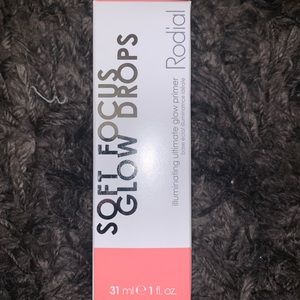 SOFT FOCUS
GLOW DROPS
illuminating ultimate glow primer
Rodial
31 ml ℮ 1 fl. oz.